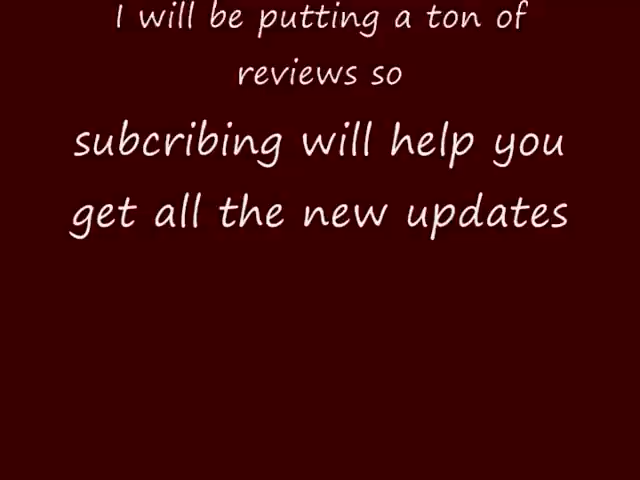 I will be putting a ton of
reviews so
subcribing will help you
get all the new updates